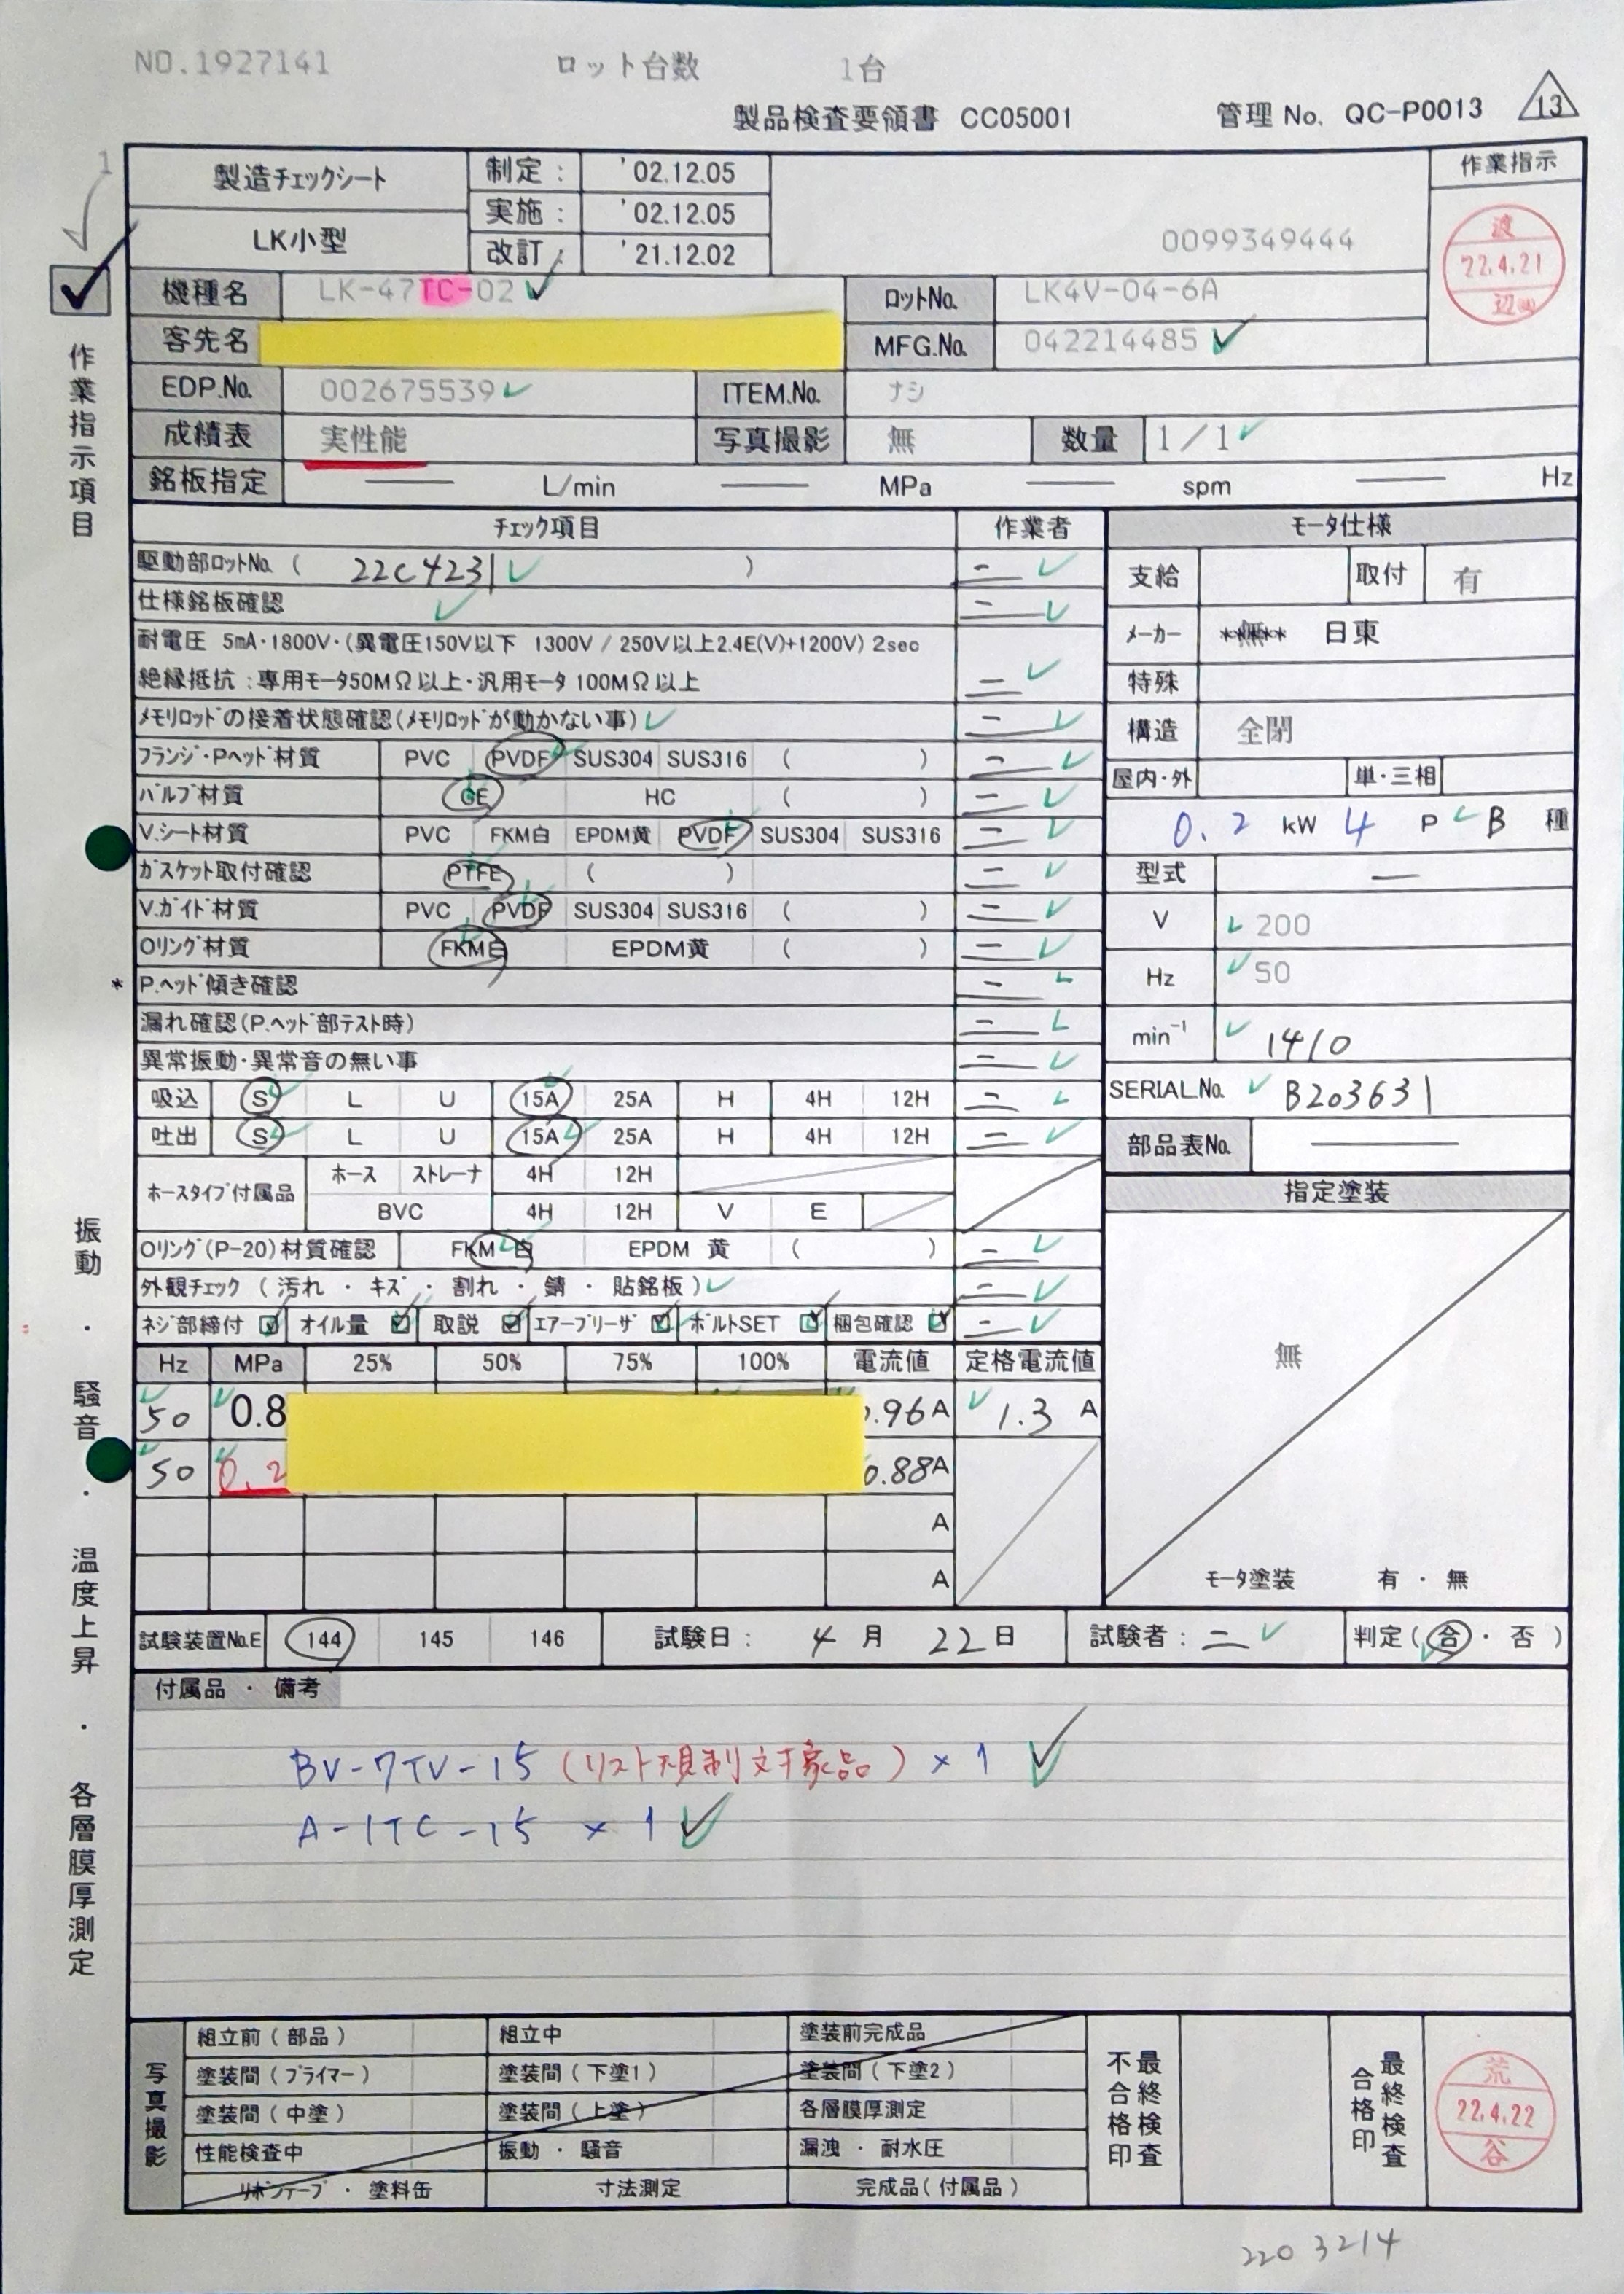 NO.1927141 ロット台数 1台
製品検査要領書 CC05001 管理 No. QC-P0013 13
1
製造チェックシート 制定: '02.12.05 作業指示
LK小型 実施: '02.12.05
改訂: '21.12.02 0099349444
渡 22.4.21 辺
機種名 LK-47TC-02 ロットNo. LK4V-04-6A
客先名 MFG.No. 042214485
EDP.No. 002675539 ITEM.No. ナシ
成績表 実性能 写真撮影 無 数量 1/1
銘板指定 — L/min — MPa — spm — Hz
作業指示項目
チェック項目 作業者 モータ仕様
駆動部ロットNo. ( 22C4231 ) 二
仕様銘板確認 二
耐電圧 5mA・1800V・(異電圧150V以下 1300V / 250V以上2.4E(V)+1200V) 2sec
絶縁抵抗:専用モータ50MΩ以上・汎用モータ 100MΩ以上 二
メモリロッドの接着状態確認(メモリロッドが動かない事) 二
フランジ・Pヘッド材質 PVC PVDF SUS304 SUS316 ( ) 二
バルブ材質 CE HC ( ) 二
V.シート材質 PVC FKM白 EPDM黄 PVDF SUS304 SUS316 二
ガスケット取付確認 PTFE ( ) 二
V.ガイド材質 PVC PVDF SUS304 SUS316 ( ) 二
Oリング材質 FKM白 EPDM黄 ( ) 二
* P.ヘッド傾き確認 二
漏れ確認(P.ヘッド部テスト時) 二
異常振動・異常音の無い事 二
吸込 S L U 15A 25A H 4H 12H 二
吐出 S L U 15A 25A H 4H 12H 二
ホースタイプ付属品 ホース ストレーナ 4H 12H
BVC 4H 12H V E
Oリング(P-20)材質確認 FKM 白 EPDM 黄 ( ) 二
外観チェック ( 汚れ ・ キズ ・ 割れ ・ 錆 ・ 貼銘板 ) 二
ネジ部締付 オイル量 取説 エアーブリーザ ボルトSET 梱包確認 二
支給 取付 有
メーカー **無** 日東
特殊
構造 全閉
屋内・外 単・三相
0.2 kW 4 P B 種
型式 —
V 200
Hz 50
min⁻¹ 1410
SERIAL.No. B203631
部品表No. —
指定塗装
無
モータ塗装 有 ・ 無
Hz MPa 25% 50% 75% 100% 電流値 定格電流値
50 0.8 .96 A 1.3 A
50 0.2 0.88A
A
A
振動 ・ 騒音 ・ 温度上昇 ・ 各層膜厚測定
試験装置No.E 144 145 146 試験日: 4 月 22 日 試験者: 二 判定( 合 ・ 否 )
付属品 ・ 備考
BV-7TV-15 (リスト規制対象品) × 1
A-1TC-15 × 1
写真撮影
組立前(部品) 組立中 塗装前完成品
塗装間(プライマー) 塗装間(下塗1) 塗装間(下塗2)
塗装間(中塗) 塗装間(上塗) 各層膜厚測定
性能検査中 振動 ・ 騒音 漏洩 ・ 耐水圧
リボンテープ ・ 塗料缶 寸法測定 完成品(付属品)
最終検査不合格印
最終検査合格印
荒 22.4.22 谷
2203214